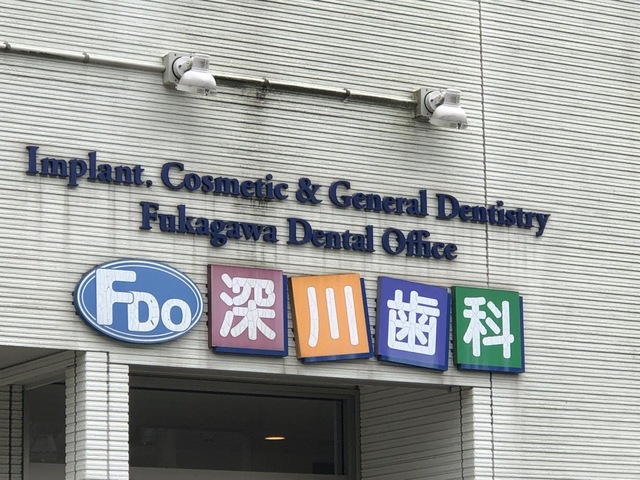 Implant. Cosmetic & General Dentistry
Fukagawa Dental Office
FDO 深川歯科